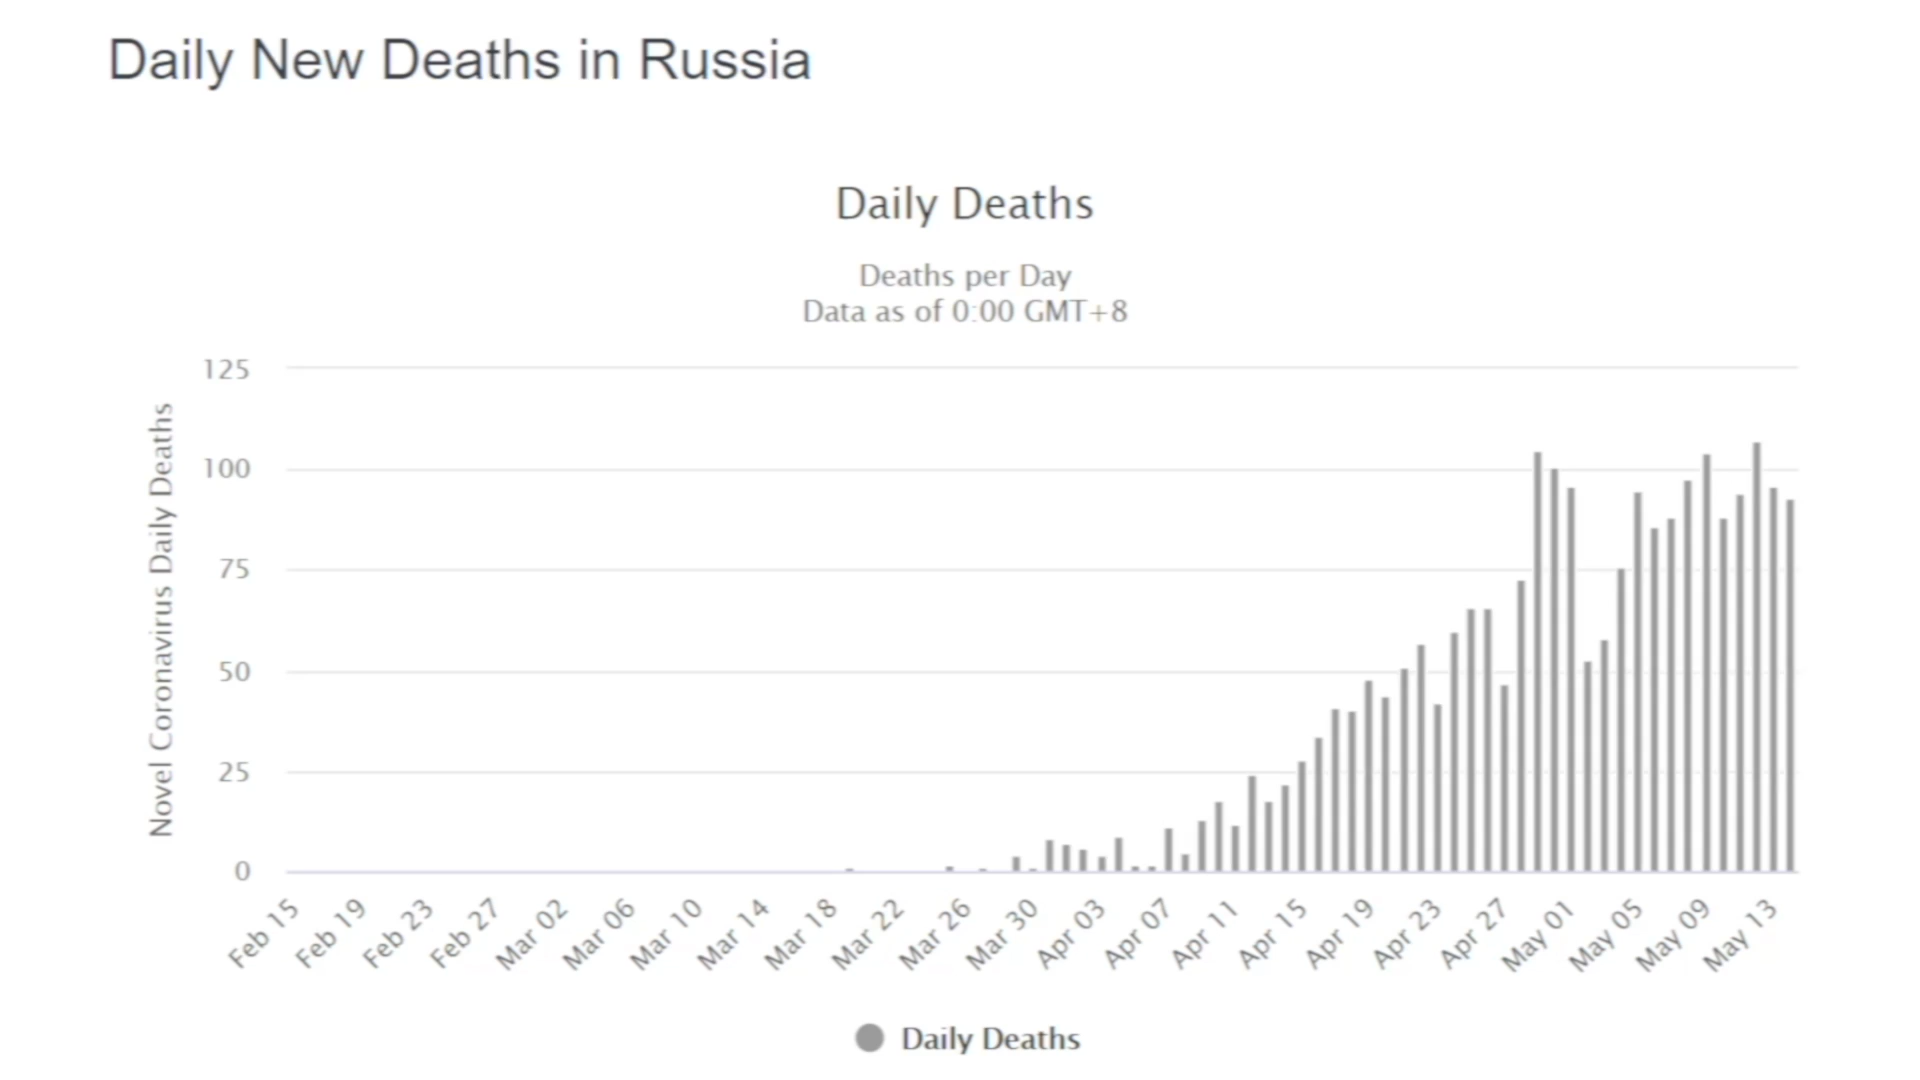 Daily New Deaths in Russia
Daily Deaths
Deaths per Day
Data as of 0:00 GMT+8
Novel Coronavirus Daily Deaths
125
100
75
50
25
0
Feb 15
Feb 19
Feb 23
Feb 27
Mar 02
Mar 06
Mar 10
Mar 14
Mar 18
Mar 22
Mar 26
Mar 30
Apr 03
Apr 07
Apr 11
Apr 15
Apr 19
Apr 23
Apr 27
May 01
May 05
May 09
May 13
Daily Deaths